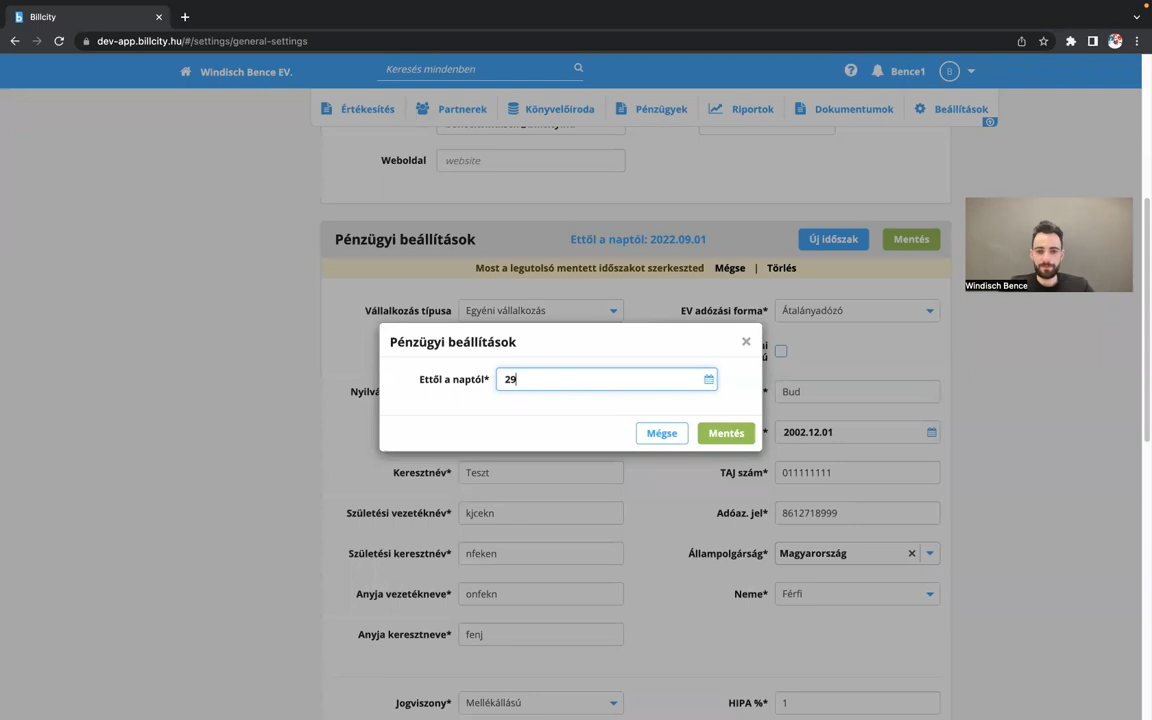 Billcity
dev-app.billcity.hu/#/settings/general-settings
Windisch Bence EV.
Keresés mindenben
Bence1
B
Értékesítés
Partnerek
Könyvelőiroda
Pénzügyek
Riportok
Dokumentumok
Beállítások
Weboldal
website
Pénzügyi beállítások
Ettől a naptól: 2022.09.01
Új időszak
Mentés
Most a legutolsó mentett időszakot szerkeszted Mégse | Törlés
Windisch Bence
Vállalkozás típusa
Egyéni vállalkozás
EV adózási forma*
Átalányadózó
Pénzügyi beállítások
Ettől a naptól*
29
Mégse
Mentés
Bud
2002.12.01
Keresztnév*
Teszt
TAJ szám*
011111111
Születési vezetéknév*
kjcekn
Adóaz. jel*
8612718999
Születési keresztnév*
nfeken
Állampolgárság*
Magyarország
Anyja vezetékneve*
onfekn
Neme*
Férfi
Anyja keresztneve*
fenj
Jogviszony*
Mellékállású
HIPA %*
1